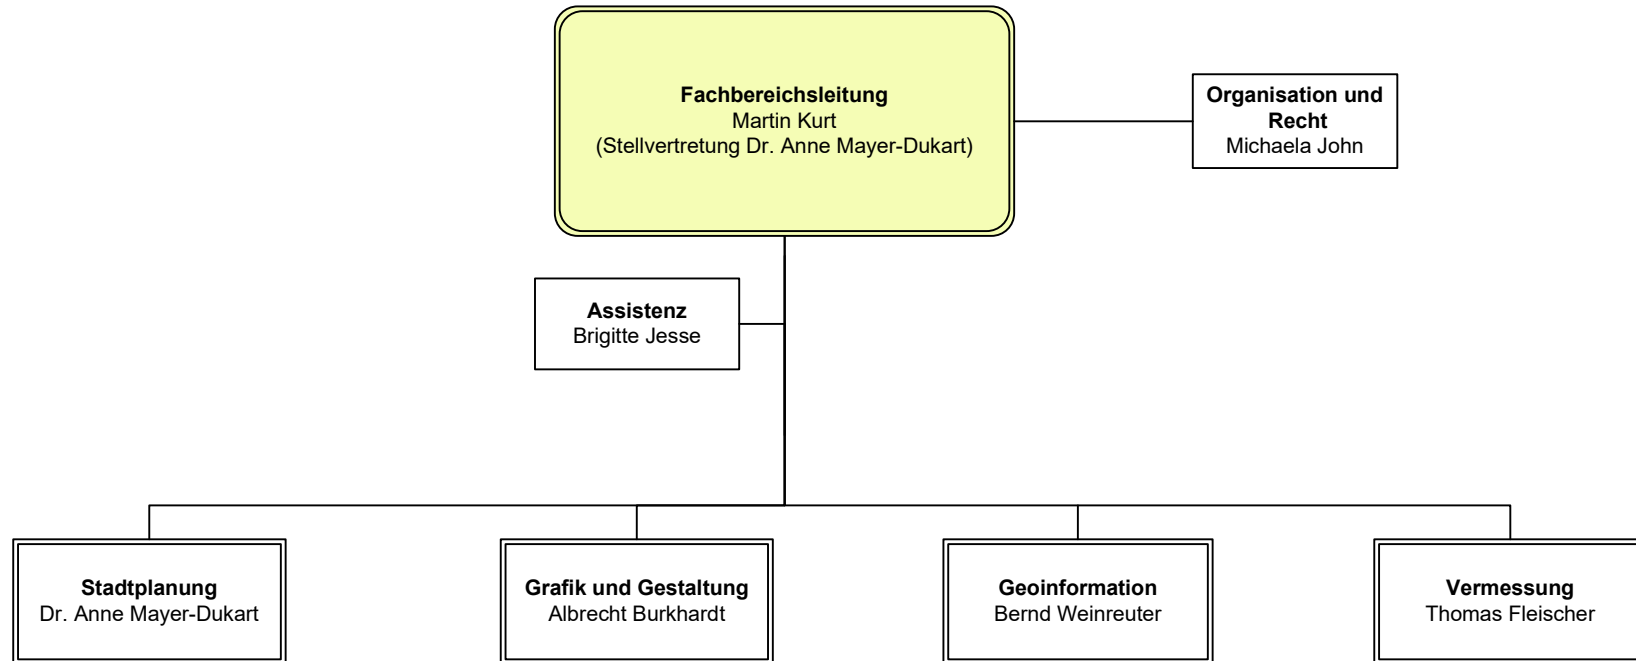 Fachbereichsleitung
Martin Kurt
(Stellvertretung Dr. Anne Mayer-Dukart)
Organisation und
Recht
Michaela John
Assistenz
Brigitte Jesse
Stadtplanung
Dr. Anne Mayer-Dukart
Grafik und Gestaltung
Albrecht Burkhardt
Geoinformation
Bernd Weinreuter
Vermessung
Thomas Fleischer